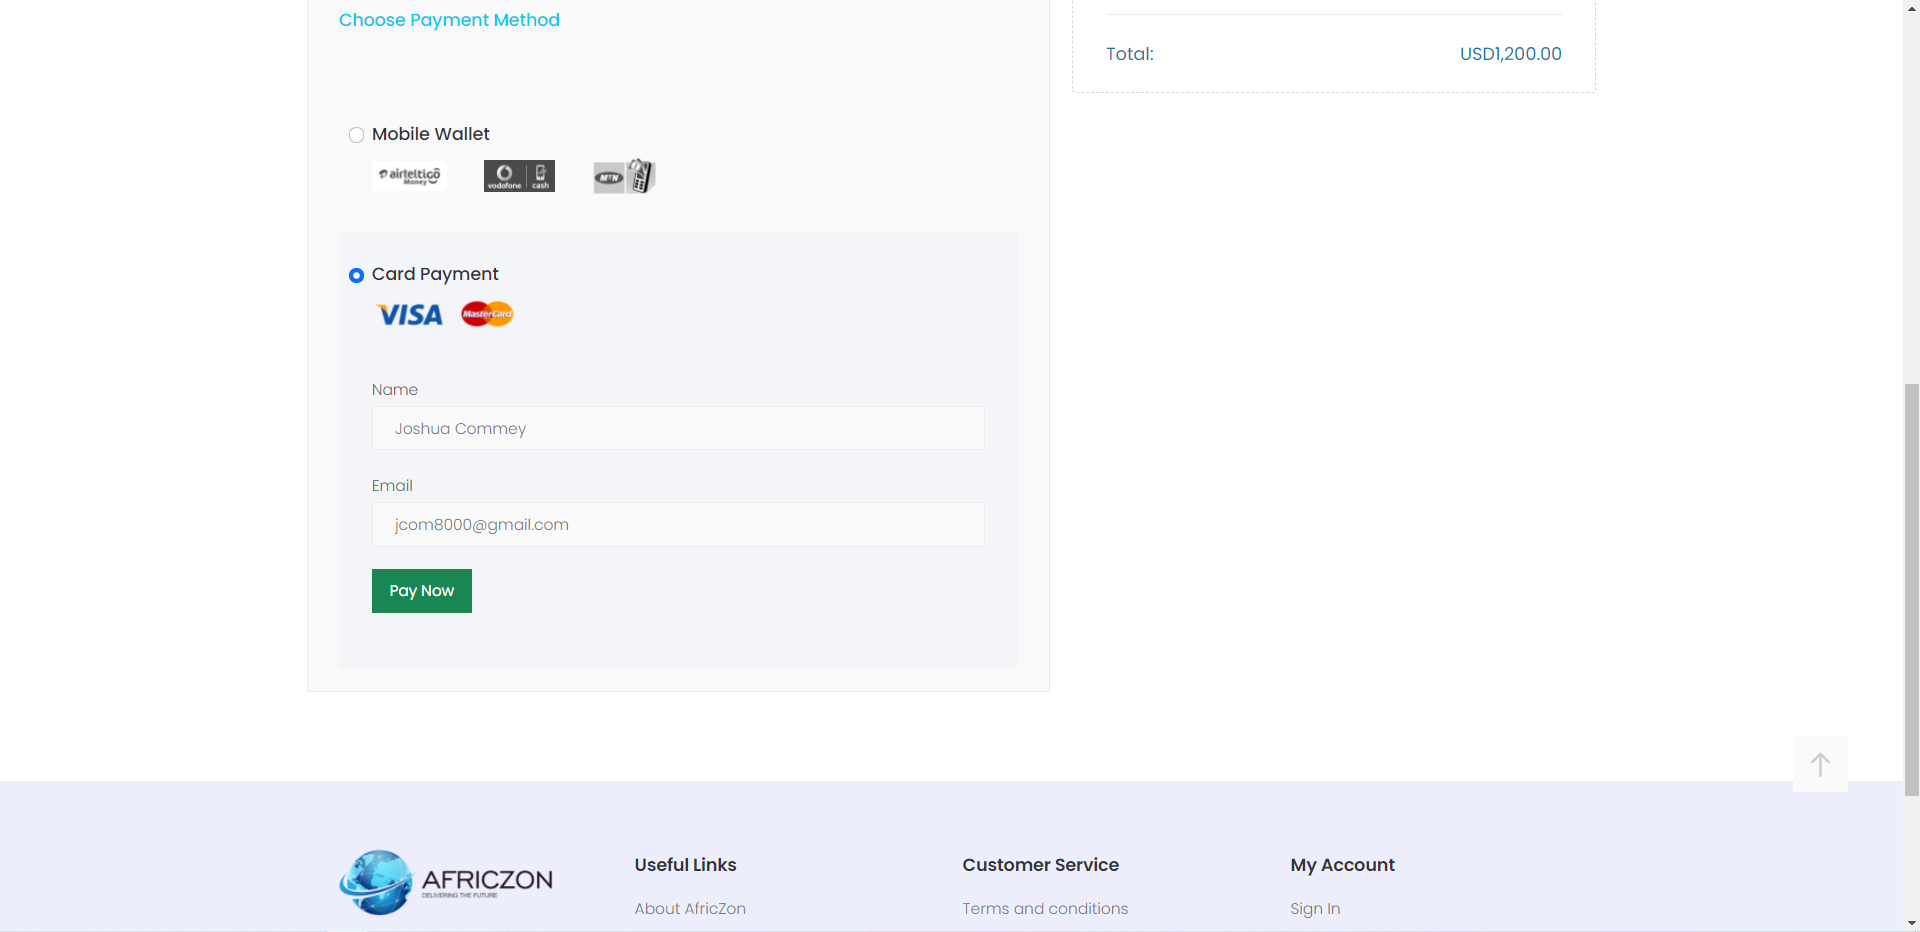 Choose Payment Method
Total: USD1,200.00
Mobile Wallet
airteltigo
Money
vodofone cash
MTN
Card Payment
VISA MasterCard
Name
Joshua Commey
Email
jcom8000@gmail.com
Pay Now
AFRICZON
DELIVERING THE FUTURE
Useful Links
About AfricZon
Customer Service
Terms and conditions
My Account
Sign In